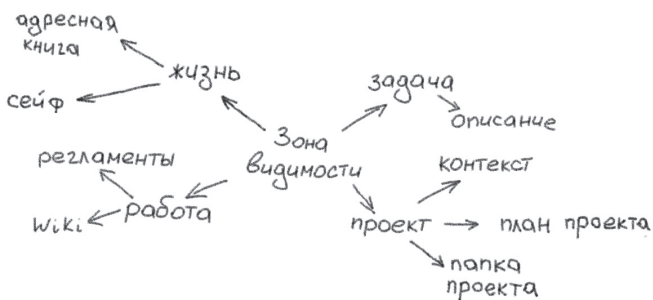 адресная
книга
жизнь
сейф
задача
описание
Зона
видимости
регламенты
работа
Wiki
контекст
проект
план проекта
папка
проекта